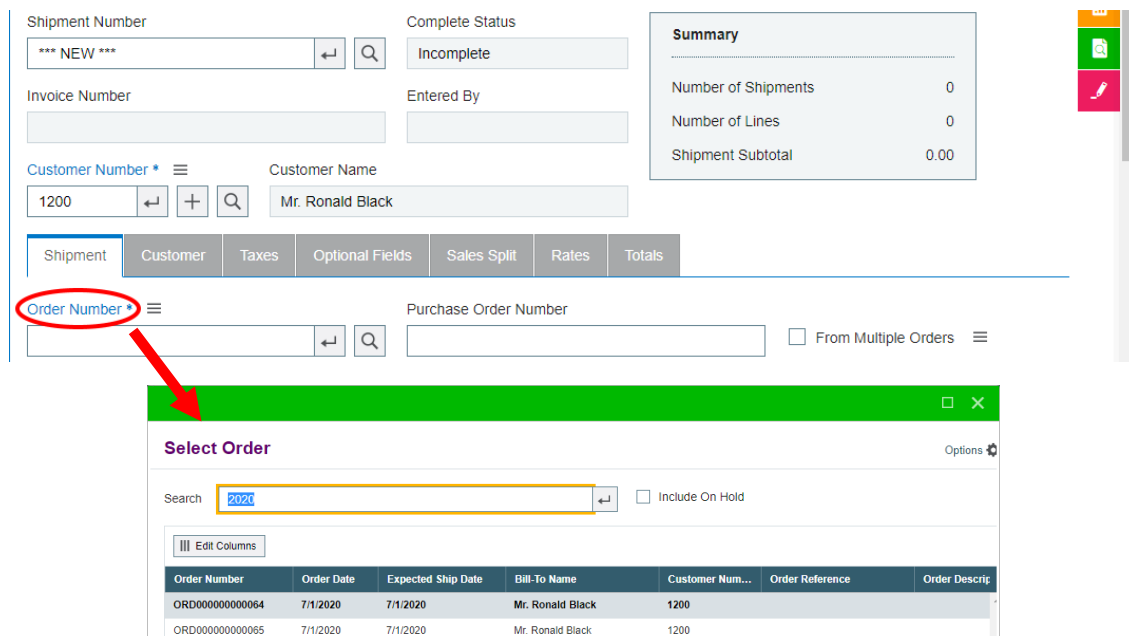 Shipment Number Complete Status
*** NEW *** Incomplete
Summary
Invoice Number Entered By
Number of Shipments 0
Number of Lines 0
Shipment Subtotal 0.00
Customer Number * Customer Name
1200 Mr. Ronald Black
Shipment Customer Taxes Optional Fields Sales Split Rates Totals
Order Number * Purchase Order Number
From Multiple Orders
Select Order
Options
Search 2020 Include On Hold
Edit Columns
Order Number Order Date Expected Ship Date Bill-To Name Customer Num... Order Reference Order Descrip
ORD000000000064 7/1/2020 7/1/2020 Mr. Ronald Black 1200
ORD000000000065 7/1/2020 7/1/2020 Mr. Ronald Black 1200